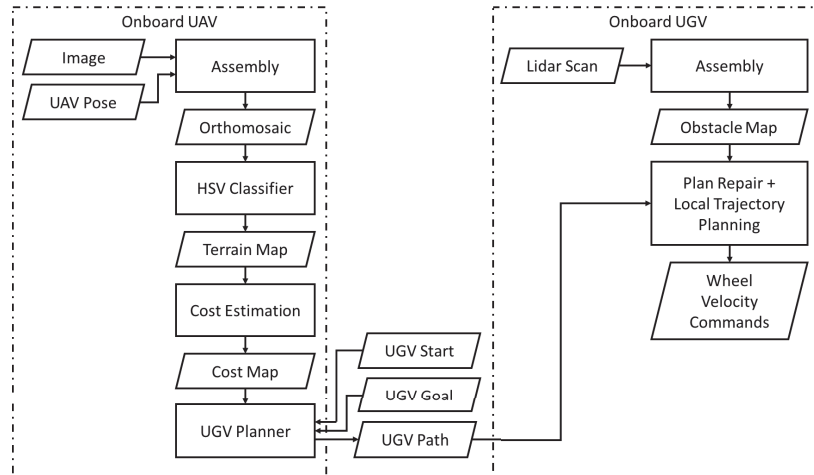 Onboard UAV
Image
UAV Pose
Assembly
Orthomosaic
HSV Classifier
Terrain Map
Cost Estimation
Cost Map
UGV Planner
UGV Start
UGV Goal
UGV Path
Onboard UGV
Lidar Scan
Assembly
Obstacle Map
Plan Repair +
Local Trajectory
Planning
Wheel
Velocity
Commands